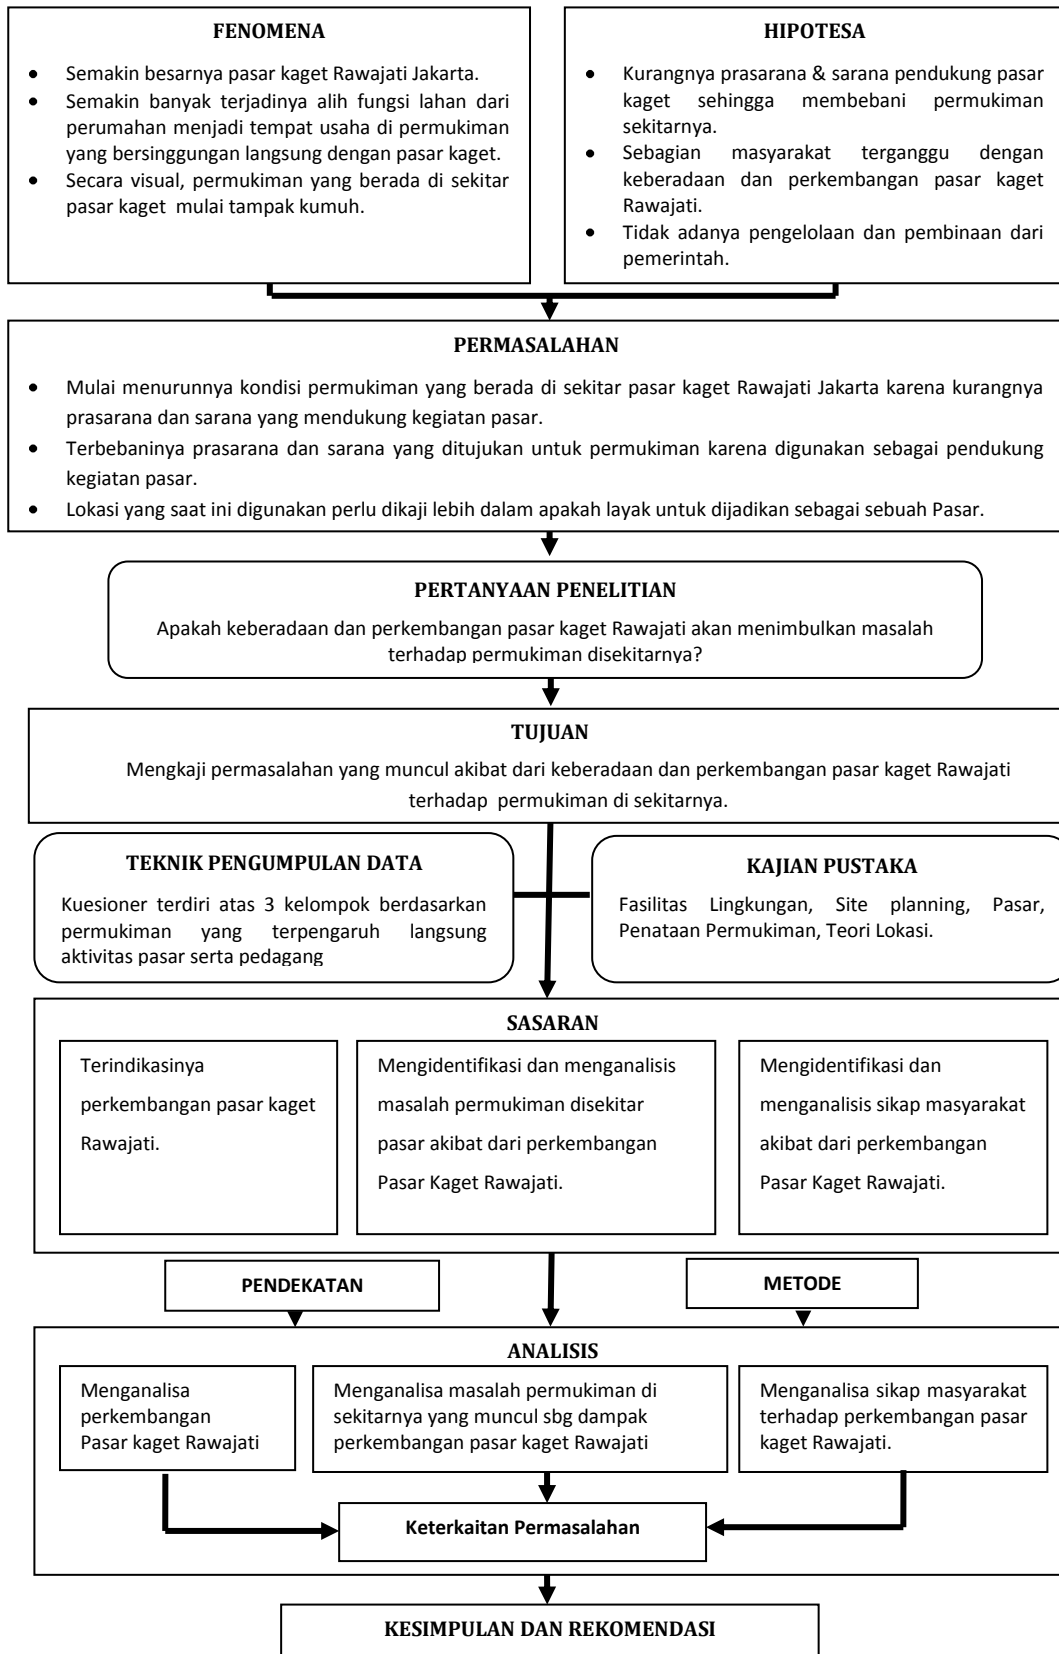 FENOMENA
• Semakin besarnya pasar kaget Rawajati Jakarta.
• Semakin banyak terjadinya alih fungsi lahan dari
perumahan menjadi tempat usaha di permukiman
yang bersinggungan langsung dengan pasar kaget.
• Secara visual, permukiman yang berada di sekitar
pasar kaget mulai tampak kumuh.
HIPOTESA
• Kurangnya prasarana & sarana pendukung pasar
kaget sehingga membebani permukiman
sekitarnya.
• Sebagian masyarakat terganggu dengan
keberadaan dan perkembangan pasar kaget
Rawajati.
• Tidak adanya pengelolaan dan pembinaan dari
pemerintah.
PERMASALAHAN
• Mulai menurunnya kondisi permukiman yang berada di sekitar pasar kaget Rawajati Jakarta karena kurangnya
prasarana dan sarana yang mendukung kegiatan pasar.
• Terbebaninya prasarana dan sarana yang ditujukan untuk permukiman karena digunakan sebagai pendukung
kegiatan pasar.
• Lokasi yang saat ini digunakan perlu dikaji lebih dalam apakah layak untuk dijadikan sebagai sebuah Pasar.
PERTANYAAN PENELITIAN
Apakah keberadaan dan perkembangan pasar kaget Rawajati akan menimbulkan masalah
terhadap permukiman disekitarnya?
TUJUAN
Mengkaji permasalahan yang muncul akibat dari keberadaan dan perkembangan pasar kaget Rawajati
terhadap permukiman di sekitarnya.
TEKNIK PENGUMPULAN DATA
Kuesioner terdiri atas 3 kelompok berdasarkan
permukiman yang terpengaruh langsung
aktivitas pasar serta pedagang
KAJIAN PUSTAKA
Fasilitas Lingkungan, Site planning, Pasar,
Penataan Permukiman, Teori Lokasi.
SASARAN
Terindikasinya
perkembangan pasar kaget
Rawajati.
Mengidentifikasi dan menganalisis
masalah permukiman disekitar
pasar akibat dari perkembangan
Pasar Kaget Rawajati.
Mengidentifikasi dan
menganalisis sikap masyarakat
akibat dari perkembangan
Pasar Kaget Rawajati.
PENDEKATAN
METODE
ANALISIS
Menganalisa
perkembangan
Pasar kaget Rawajati
Menganalisa masalah permukiman di
sekitarnya yang muncul sbg dampak
perkembangan pasar kaget Rawajati
Menganalisa sikap masyarakat
terhadap perkembangan pasar
kaget Rawajati.
Keterkaitan Permasalahan
KESIMPULAN DAN REKOMENDASI